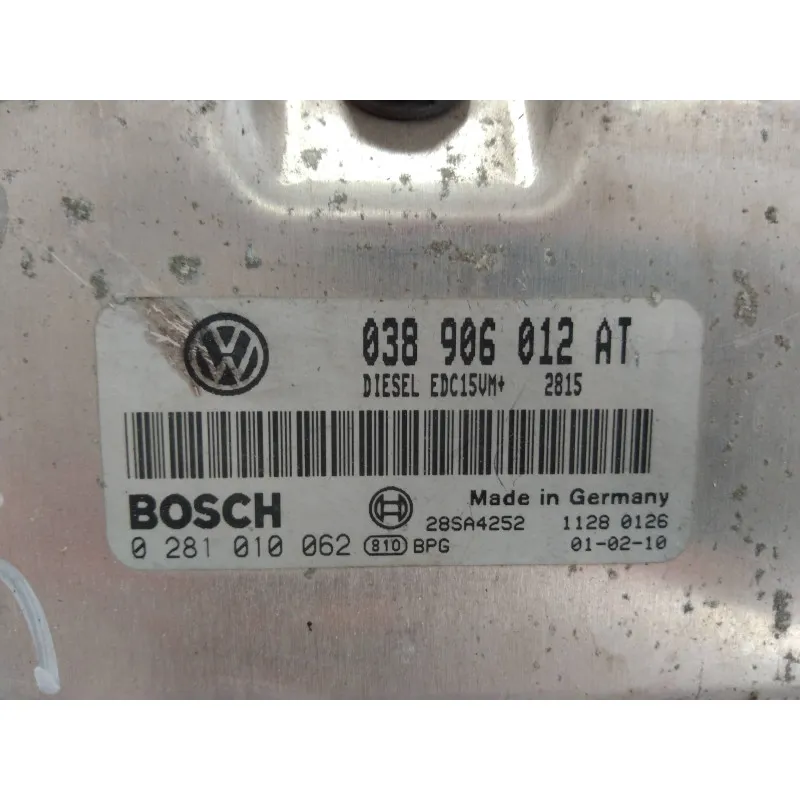 VW 038 906 012 AT
DIESEL EDC15VM+ 2815
BOSCH Made in Germany
28SA4252 1128 0126
0 281 010 062 810 BPG 01-02-10